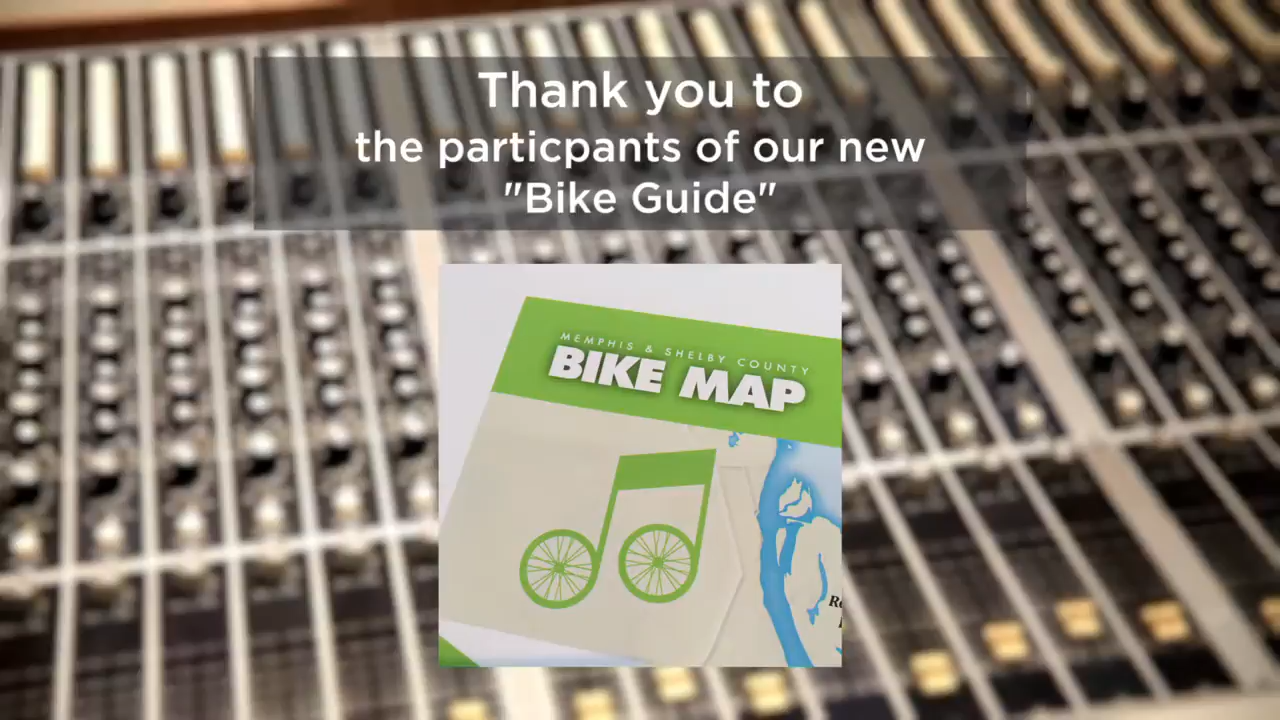 Thank you to
the particpants of our new
"Bike Guide"
MEMPHIS & SHELBY COUNTY
BIKE MAP